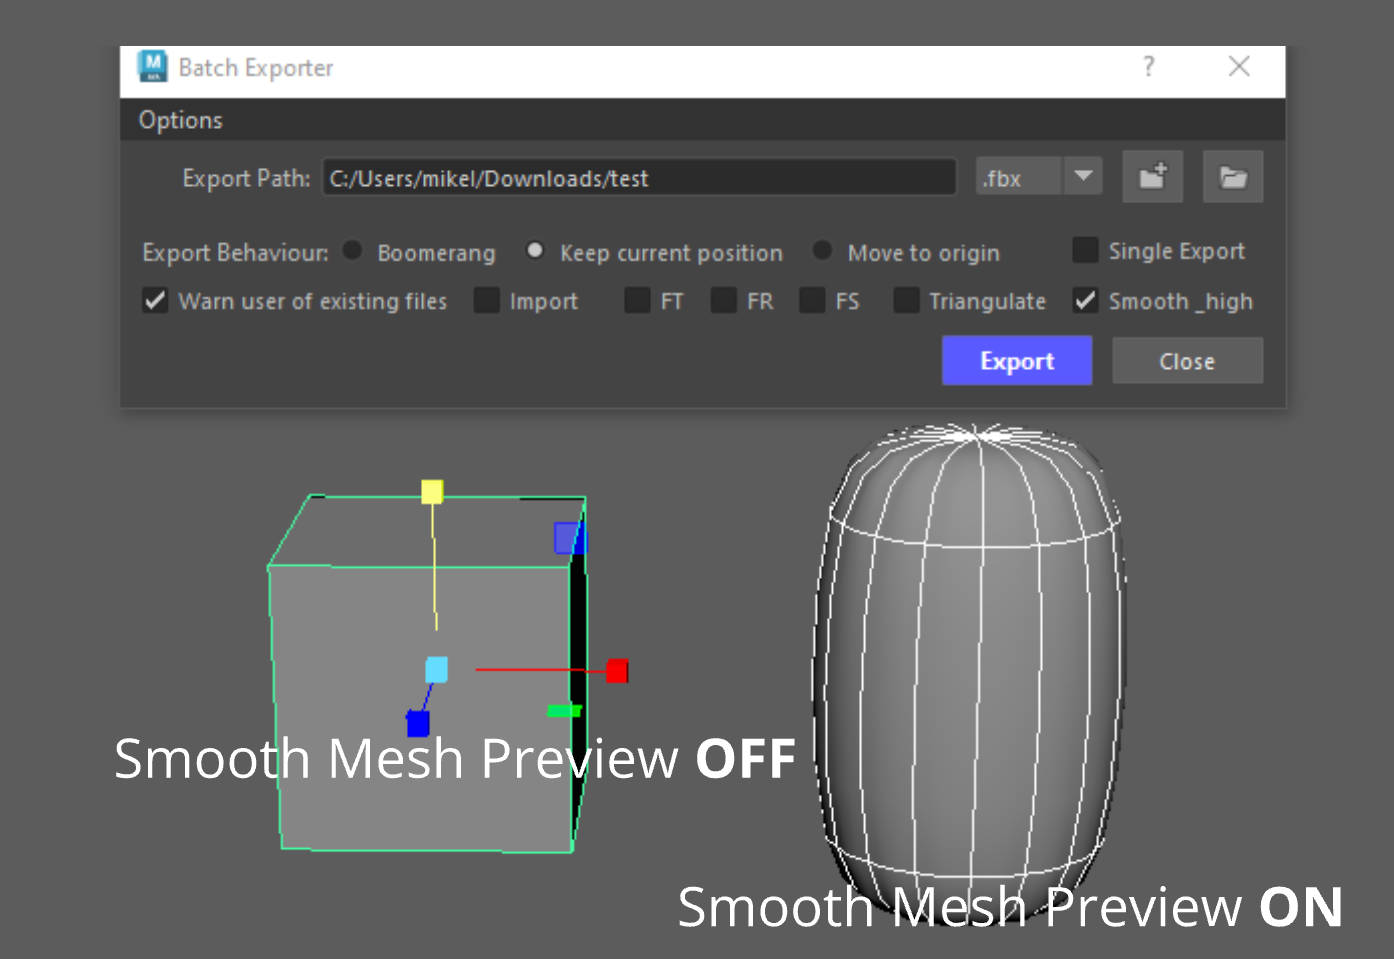 Batch Exporter ?
Options
Export Path: C:/Users/mikel/Downloads/test .fbx
Export Behaviour: Boomerang Keep current position Move to origin Single Export
Warn user of existing files Import FT FR FS Triangulate Smooth _high
Export Close
Smooth Mesh Preview OFF
Smooth Mesh Preview ON